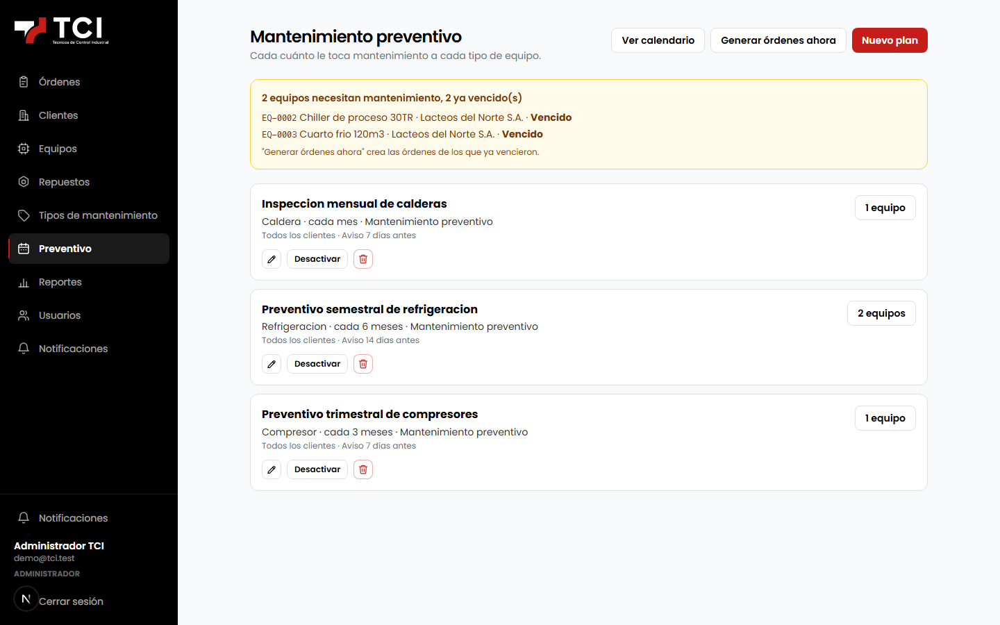 TCI
Técnicos de Control Industrial
Órdenes
Clientes
Equipos
Repuestos
Tipos de mantenimiento
Preventivo
Reportes
Usuarios
Notificaciones
Notificaciones
Administrador TCI
demo@tci.test
ADMINISTRADOR
N
Cerrar sesión
Mantenimiento preventivo
Cada cuánto le toca mantenimiento a cada tipo de equipo.
Ver calendario
Generar órdenes ahora
Nuevo plan
2 equipos necesitan mantenimiento, 2 ya vencido(s)
EQ-0002 Chiller de proceso 30TR · Lacteos del Norte S.A. · Vencido
EQ-0003 Cuarto frio 120m3 · Lacteos del Norte S.A. · Vencido
"Generar órdenes ahora" crea las órdenes de los que ya vencieron.
Inspeccion mensual de calderas
1 equipo
Caldera · cada mes · Mantenimiento preventivo
Todos los clientes · Aviso 7 días antes
Desactivar
Preventivo semestral de refrigeracion
2 equipos
Refrigeracion · cada 6 meses · Mantenimiento preventivo
Todos los clientes · Aviso 14 días antes
Desactivar
Preventivo trimestral de compresores
1 equipo
Compresor · cada 3 meses · Mantenimiento preventivo
Todos los clientes · Aviso 7 días antes
Desactivar